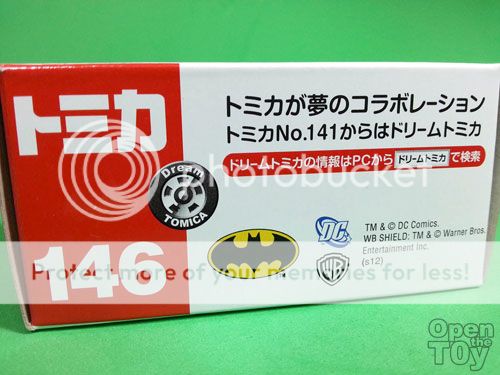 トミカ
トミカが夢のコラボレーション
トミカNo.141からはドリームトミカ
ドリームトミカの情報はPCから ドリームトミカ で検索
Dream
TOMICA
photobucket
146
DC
TM & © DC Comics.
WB SHIELD: TM & © Warner Bros.
Entertainment Inc.
(s12)
WB
Protect more of your memories for less!
Open
the
Toy